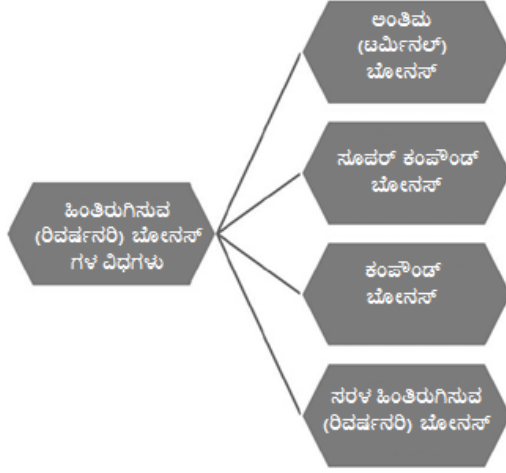 ಹಿಂತಿರುಗಿಸುವ
(ರಿವರ್ಷನರಿ) ಬೋನಸ್
ಗಳ ವಿಧಗಳು
ಅಂತಿಮ
(ಟರ್ಮಿನಲ್)
ಬೋನಸ್
ಸೂಪರ್ ಕಂಪೌಂಡ್
ಬೋನಸ್
ಕಂಪೌಂಡ್
ಬೋನಸ್
ಸರಳ ಹಿಂತಿರುಗಿಸುವ
(ರಿವರ್ಷನರಿ) ಬೋನಸ್